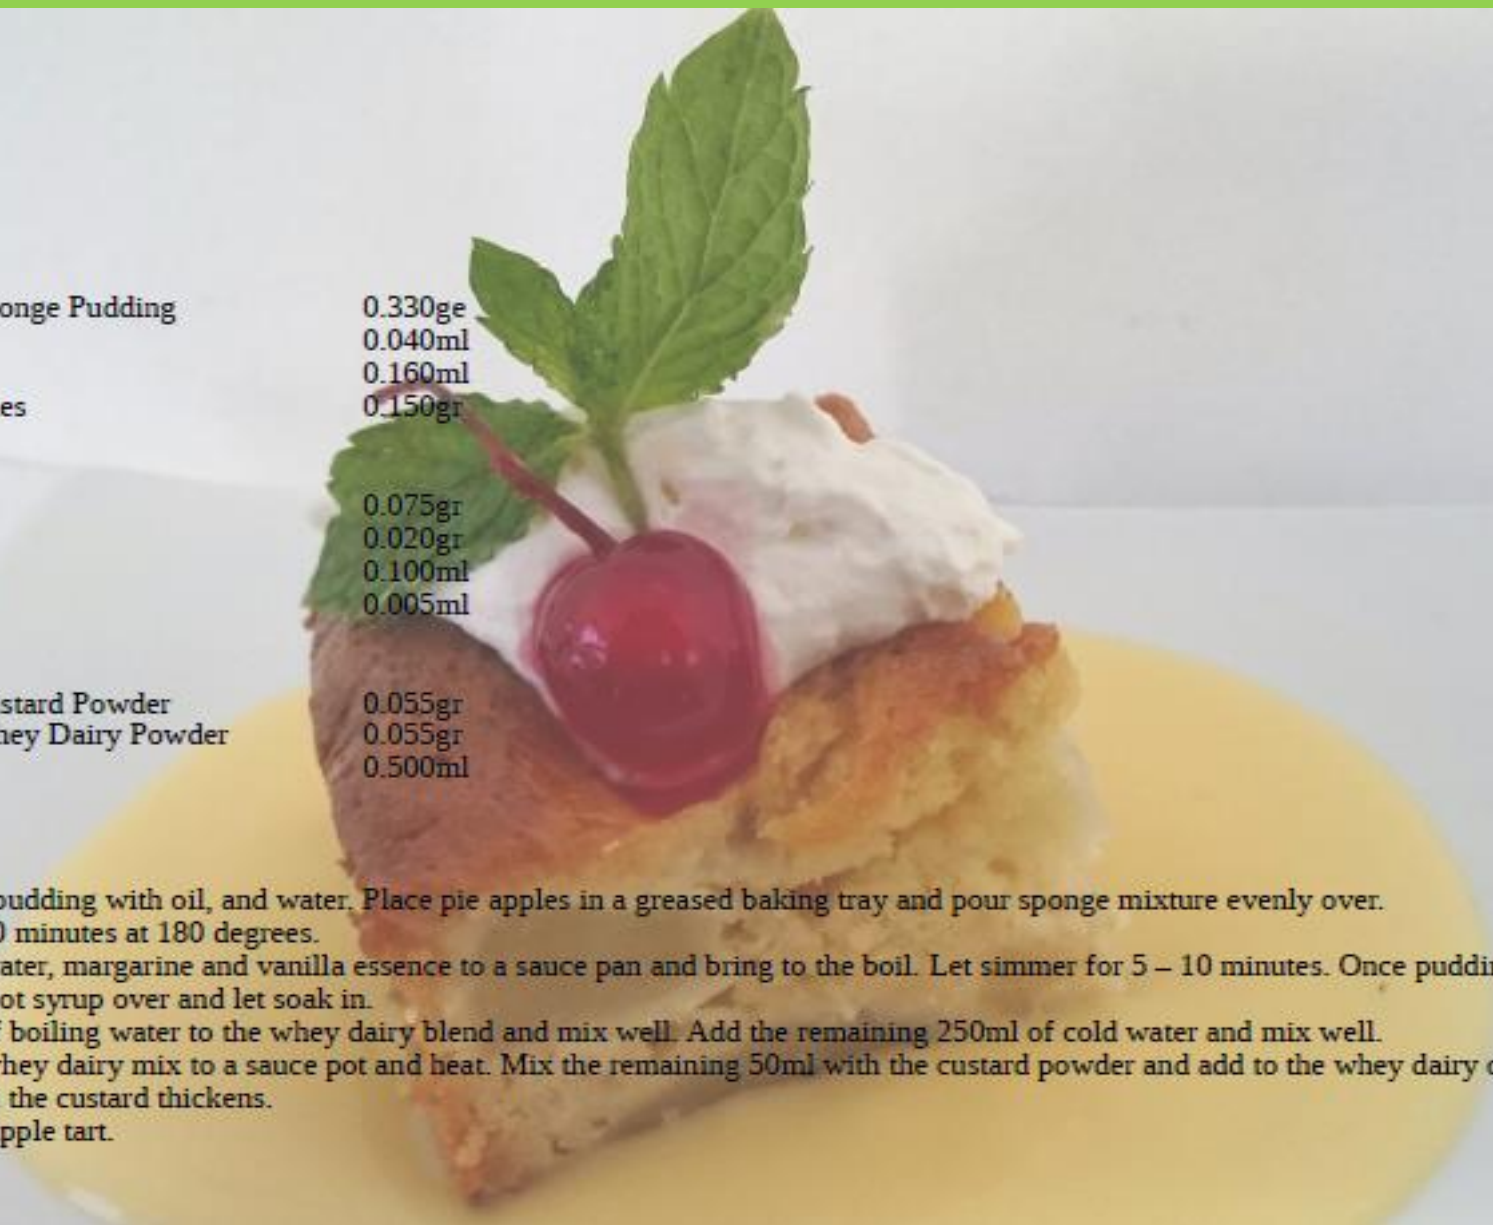 onge Pudding 0.330ge
0.040ml
0.160ml
es 0.150gr
0.075gr
0.020gr
0.100ml
0.005ml
stard Powder 0.055gr
ey Dairy Powder 0.055gr
0.500ml
pudding with oil, and water. Place pie apples in a greased baking tray and pour sponge mixture evenly over.
0 minutes at 180 degrees.
ater, margarine and vanilla essence to a sauce pan and bring to the boil. Let simmer for 5 – 10 minutes. Once puddin
ot syrup over and let soak in.
f boiling water to the whey dairy blend and mix well. Add the remaining 250ml of cold water and mix well.
hey dairy mix to a sauce pot and heat. Mix the remaining 50ml with the custard powder and add to the whey dairy
the custard thickens.
pple tart.